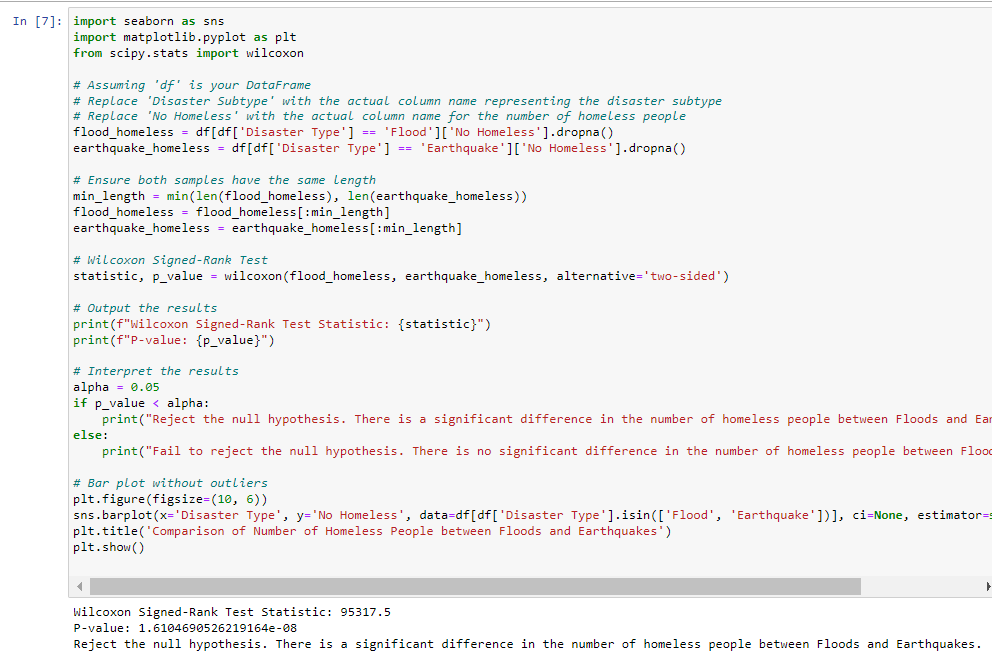 In [7]:
import seaborn as sns
import matplotlib.pyplot as plt
from scipy.stats import wilcoxon
# Assuming 'df' is your DataFrame
# Replace 'Disaster Subtype' with the actual column name representing the disaster subtype
# Replace 'No Homeless' with the actual column name for the number of homeless people
flood_homeless = df[df['Disaster Type'] == 'Flood']['No Homeless'].dropna()
earthquake_homeless = df[df['Disaster Type'] == 'Earthquake']['No Homeless'].dropna()
# Ensure both samples have the same length
min_length = min(len(flood_homeless), len(earthquake_homeless))
flood_homeless = flood_homeless[:min_length]
earthquake_homeless = earthquake_homeless[:min_length]
# Wilcoxon Signed-Rank Test
statistic, p_value = wilcoxon(flood_homeless, earthquake_homeless, alternative='two-sided')
# Output the results
print(f"Wilcoxon Signed-Rank Test Statistic: {statistic}")
print(f"P-value: {p_value}")
# Interpret the results
alpha = 0.05
if p_value < alpha:
    print("Reject the null hypothesis. There is a significant difference in the number of homeless people between Floods and Ear
else:
    print("Fail to reject the null hypothesis. There is no significant difference in the number of homeless people between Flood
# Bar plot without outliers
plt.figure(figsize=(10, 6))
sns.barplot(x='Disaster Type', y='No Homeless', data=df[df['Disaster Type'].isin(['Flood', 'Earthquake'])], ci=None, estimator=s
plt.title('Comparison of Number of Homeless People between Floods and Earthquakes')
plt.show()
Wilcoxon Signed-Rank Test Statistic: 95317.5
P-value: 1.6104690526219164e-08
Reject the null hypothesis. There is a significant difference in the number of homeless people between Floods and Earthquakes.